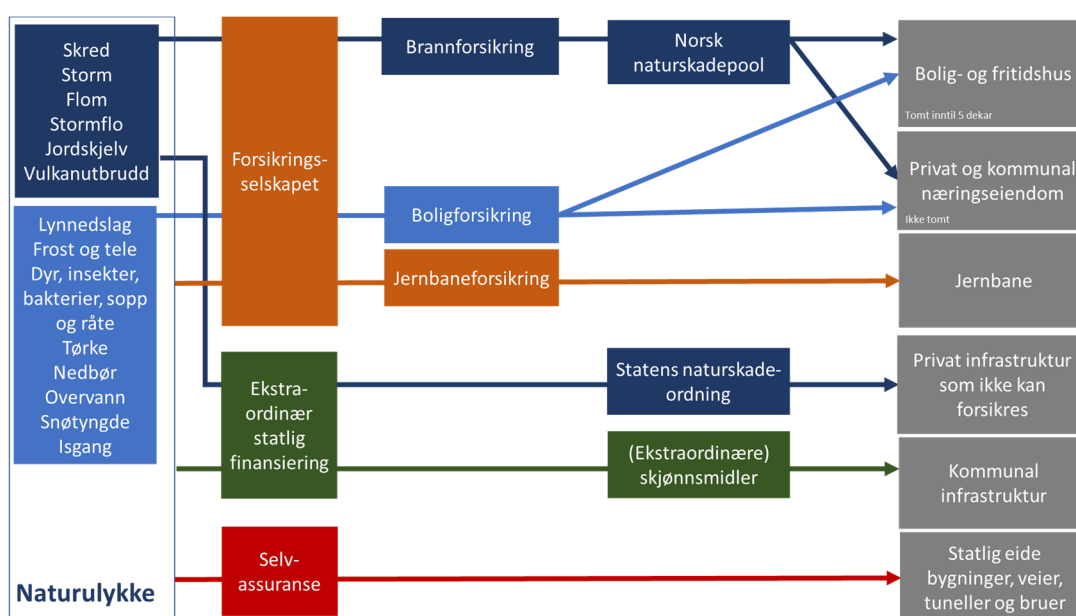 Skred
Storm
Flom
Stormflo
Jordskjelv
Vulkanutbrudd
Lynnedslag
Frost og tele
Dyr, insekter,
bakterier, sopp
og råte
Tørke
Nedbør
Overvann
Snøtyngde
Isgang
Naturulykke
Forsikrings-
selskapet
Ekstra-
ordinær
statlig
finansiering
Selv-
assuranse
Brannforsikring
Boligforsikring
Jernbaneforsikring
Norsk
naturskadepool
Statens naturskade-
ordning
(Ekstraordinære)
skjønnsmidler
Bolig- og fritidshus
Tomt inntil 5 dekar
Privat og kommunal
næringseiendom
Ikke tomt
Jernbane
Privat infrastruktur
som ikke kan
forsikres
Kommunal
infrastruktur
Statlig eide
bygninger, veier,
tuneller og bruer